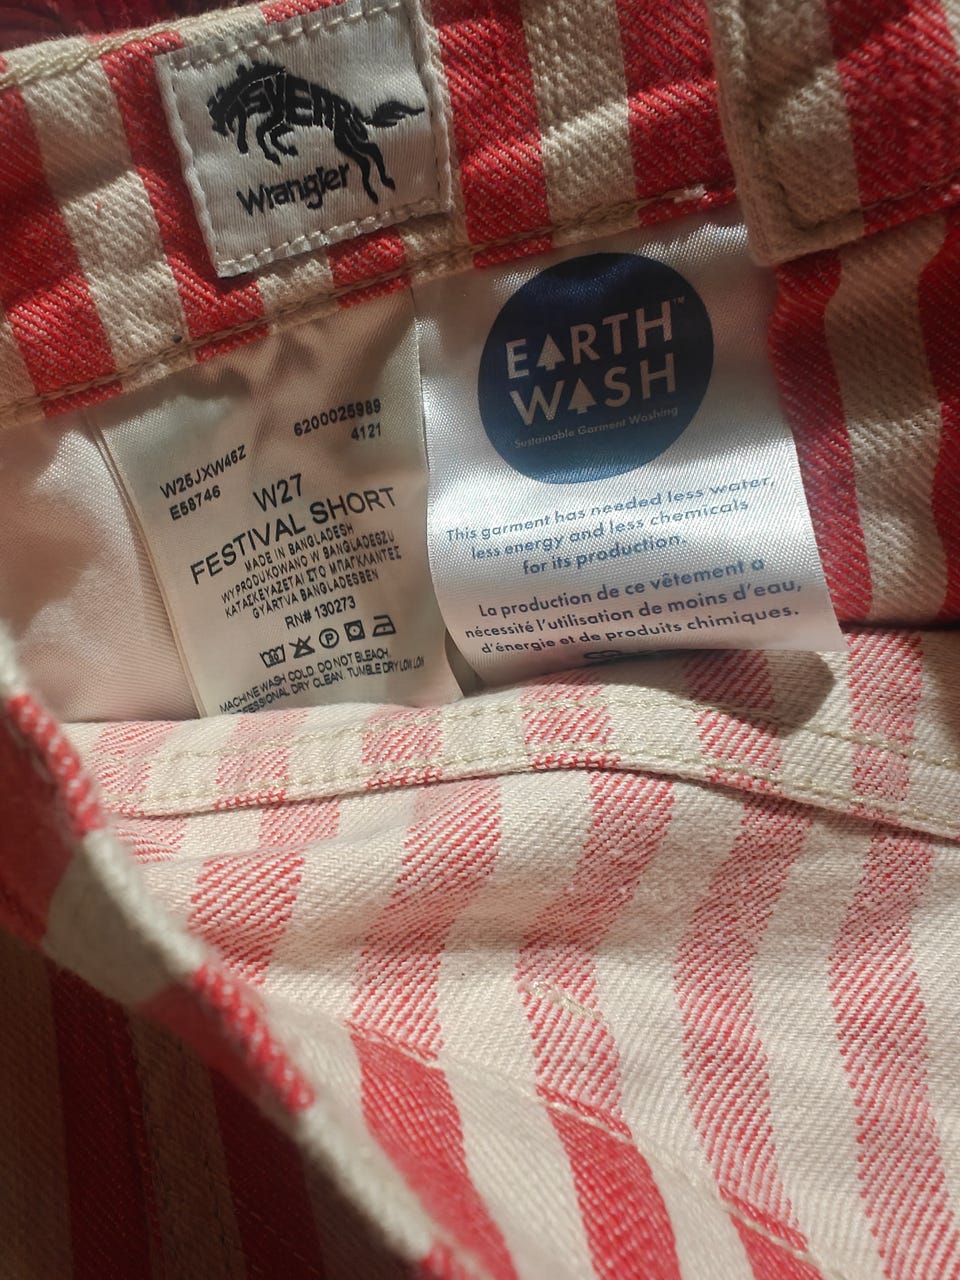 75YEARS
Wrangler
W25JXW46Z 6200025989
E58746 4121
W27
FESTIVAL SHORT
MADE IN BANGLADESH
WYPRODUKOWANO W BANGLADESZU
ΚΑΤΑΣΚΕΥΑΖΕΤΑΙ ΣΤΟ ΜΠΑΓΚΛΑΝΤΕΣ
GYÁRTVA BANGLADESBEN
RN# 130273
MACHINE WASH COLD. DO NOT BLEACH.
DRY CLEAN. TUMBLE DRY LOW
EARTH™
WASH
Sustainable Garment Washing
This garment has needed less water,
less energy and less chemicals
for its production.
La production de ce vêtement a
nécessité l'utilisation de moins d'eau,
d'énergie et de produits chimiques.